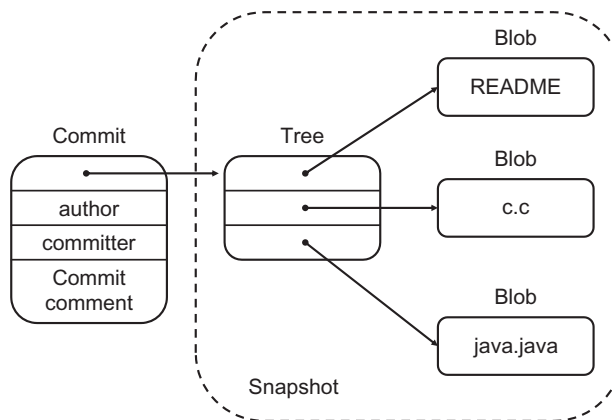 Blob
README
Commit
Tree
Blob
author
c.c
committer
Commit
comment
Blob
java.java
Snapshot